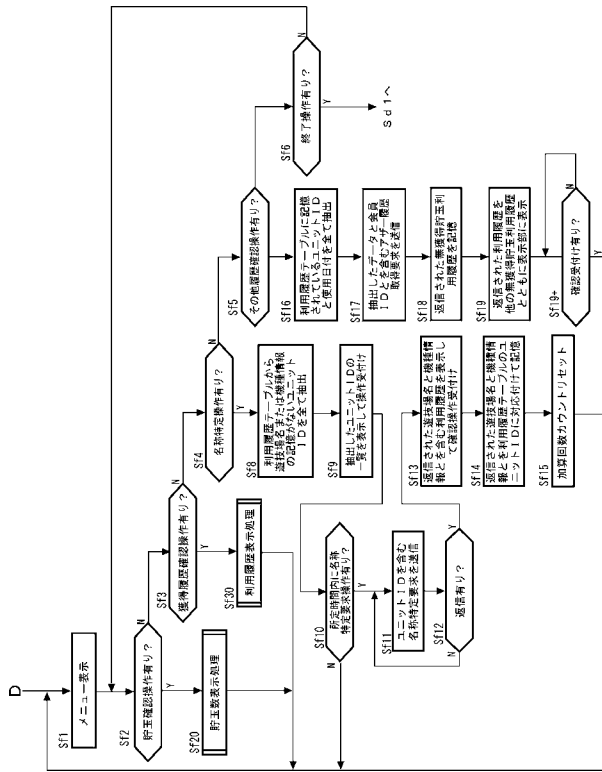 D
Sf1
メニュー表示
Sf2
貯玉確認操作有り?
N
Y
Sf20
貯玉数表示処理
Sf3
獲得履歴確認操作有り?
N
Y
Sf30
利用履歴表示処理
Sf4
名称特定操作有り?
N
Y
Sf8
利用履歴テーブルから
遊技場名または機種情報
の記憶がないユニット
IDを全て抽出
Sf9
抽出したユニットIDの
一覧を表示して操作受付け
Sf10
所定時間内に名称
特定要求操作有り?
N
Y
Sf11
ユニットIDを含む
名称特定要求を送信
Sf12
返信有り?
N
Y
Sf13
返信された遊技場名と機種情
報とを含む利用履歴を表示し
て確認操作受付け
Sf14
返信された遊技場名と機種情
報とを利用履歴テーブルのユ
ニットIDに対応付けて記憶
Sf15
加算回数カウントリセット
Sf5
その他履歴確認操作有り?
N
Y
Sf16
利用履歴テーブルに記憶
されているユニットID
と使用日付を全て抽出
Sf17
抽出したデータと会員
IDとを含むアザー履歴
取得要求を送信
Sf18
返信された無獲得貯玉利
用履歴を記憶
Sf19
返信された利用履歴を
他の無獲得貯玉利用履歴
とともに表示部に表示
Sf19+
確認受付け有り?
N
Y
Sf6
終了操作有り?
N
Y
Sd1へ